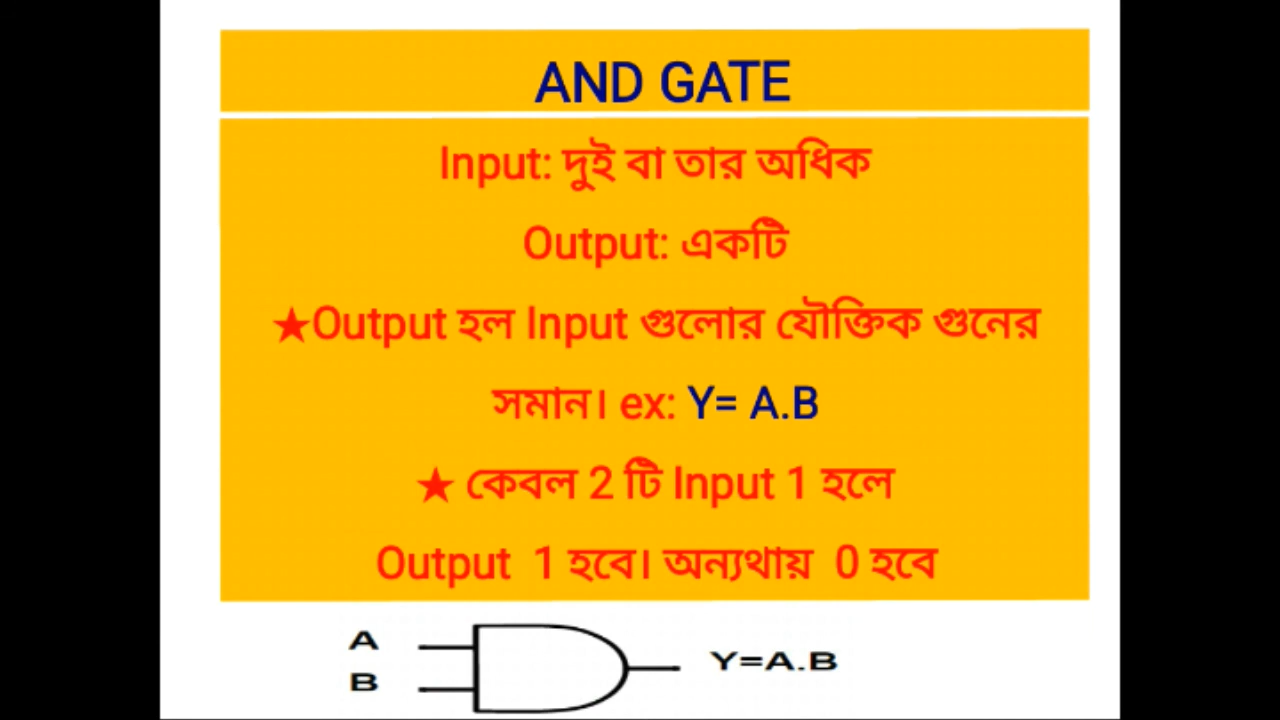 AND GATE
Input: দুই বা তার অধিক
Output: একটি
★Output হল Input গুলোর যৌক্তিক গুনের
সমান। ex: Y= A.B
★ কেবল 2 টি Input 1 হলে
Output 1 হবে। অন্যথায় 0 হবে
A
B
Y=A.B